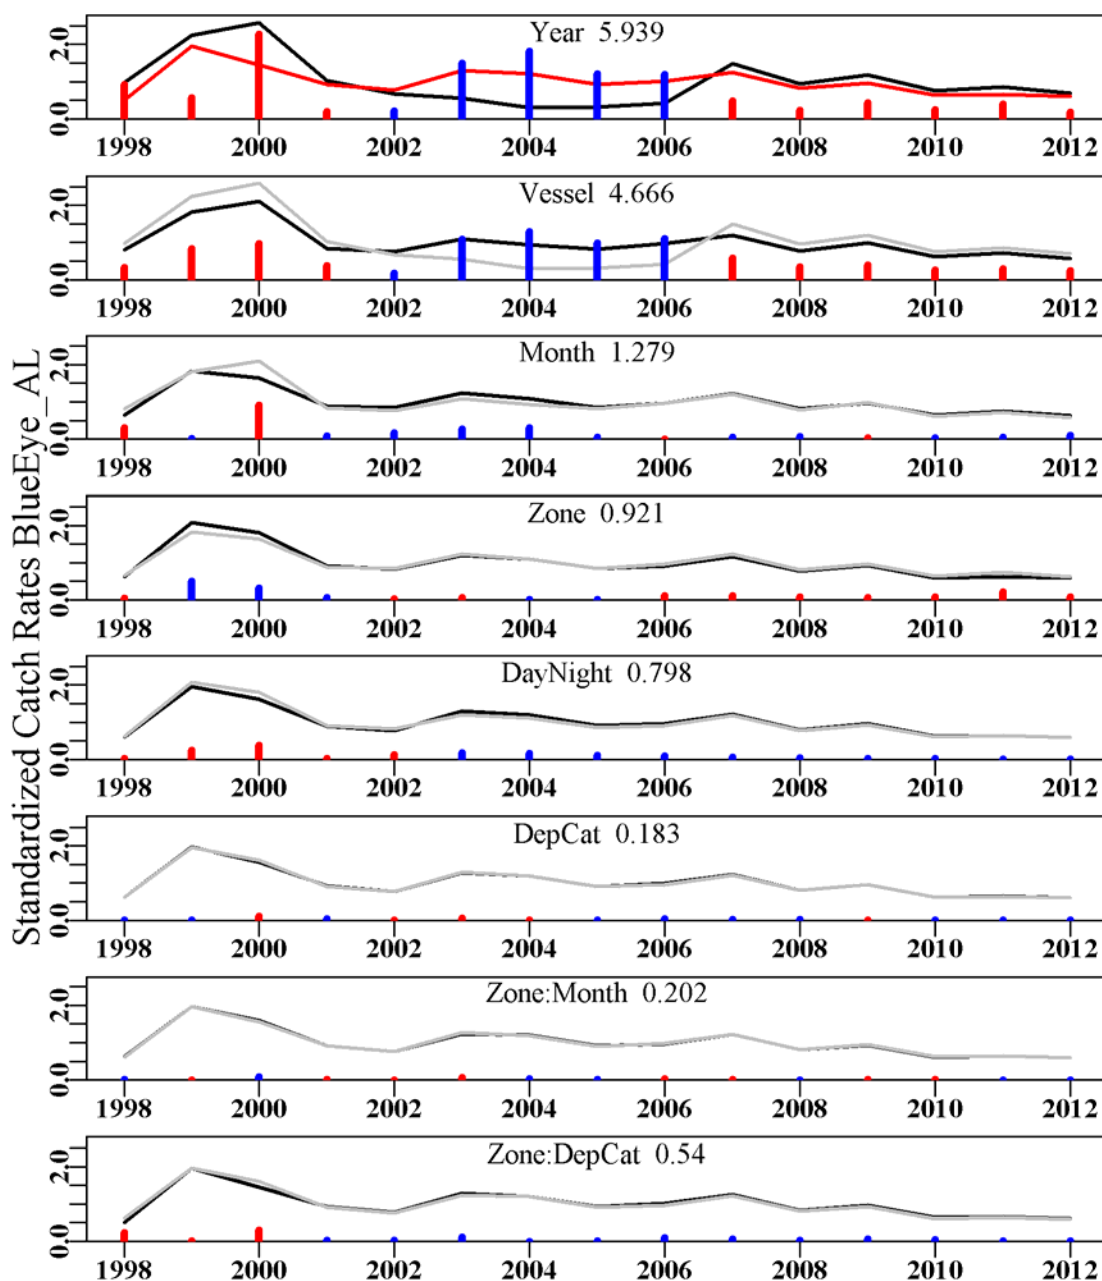 Standardized Catch Rates BlueEye_AL
Year 5.939
0.0 2.0
1998 2000 2002 2004 2006 2008 2010 2012
Vessel 4.666
0.0 2.0
1998 2000 2002 2004 2006 2008 2010 2012
Month 1.279
0.0 2.0
1998 2000 2002 2004 2006 2008 2010 2012
Zone 0.921
0.0 2.0
1998 2000 2002 2004 2006 2008 2010 2012
DayNight 0.798
0.0 2.0
1998 2000 2002 2004 2006 2008 2010 2012
DepCat 0.183
0.0 2.0
1998 2000 2002 2004 2006 2008 2010 2012
Zone:Month 0.202
0.0 2.0
1998 2000 2002 2004 2006 2008 2010 2012
Zone:DepCat 0.54
0.0 2.0
1998 2000 2002 2004 2006 2008 2010 2012